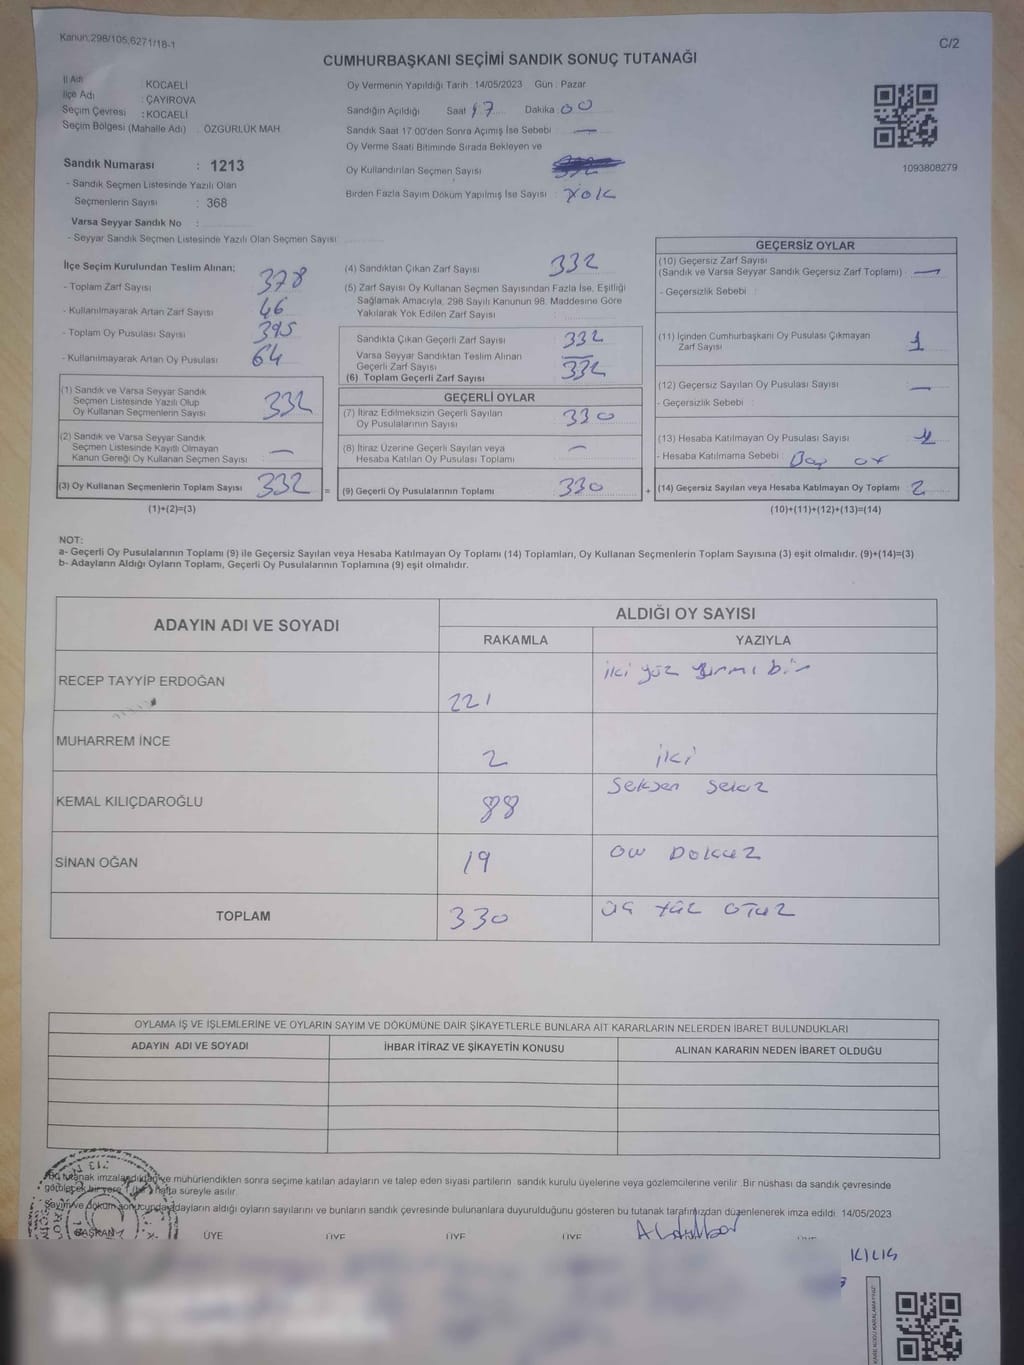 Kanun.298/105,6271/18-1
C/2
CUMHURBAŞKANI SEÇİMİ SANDIK SONUÇ TUTANAĞI
İl Adı : KOCAELİ
İlçe Adı : ÇAYIROVA
Seçim Çevresi : KOCAELİ
Seçim Bölgesi (Mahalle Adı) : ÖZGÜRLÜK MAH
Sandık Numarası : 1213
- Sandık Seçmen Listesinde Yazılı Olan
Seçmenlerin Sayısı : 368
Varsa Seyyar Sandık No :
- Seyyar Sandık Seçmen Listesinde Yazılı Olan Seçmen Sayısı
Oy Vermenin Yapıldığı Tarih : 14/05/2023 Gün : Pazar
Sandığın Açıldığı Saat 17 Dakika : 00
Sandık Saat 17.00'den Sonra Açımış İse Sebebi : —
Oy Verme Saati Bitiminde Sırada Bekleyen ve
Oy Kullandırılan Seçmen Sayısı
Birden Fazla Sayım Döküm Yapılmış İse Sayısı : YOK
1093808279
İlçe Seçim Kurulundan Teslim Alınan;
- Toplam Zarf Sayısı 378
- Kullanılmayarak Artan Zarf Sayısı 46
- Toplam Oy Pusulası Sayısı 395
- Kullanılmayarak Artan Oy Pusulası 64
(1) Sandık ve Varsa Seyyar Sandık
Seçmen Listesinde Yazılı Olup
Oy Kullanan Seçmenlerin Sayısı 332
(2) Sandık ve Varsa Seyyar Sandık
Seçmen Listesinde Kayıtlı Olmayan
Kanun Gereği Oy Kullanan Seçmen Sayısı —
(3) Oy Kullanan Seçmenlerin Toplam Sayısı 332 =
(1)+(2)=(3)
(4) Sandıktan Çıkan Zarf Sayısı 332
(5) Zarf Sayısı Oy Kullanan Seçmen Sayısından Fazla İse, Eşitliği
Sağlamak Amacıyla, 298 Sayılı Kanunun 98. Maddesine Göre
Yakılarak Yok Edilen Zarf Sayısı :
Sandıkta Çıkan Geçerli Zarf Sayısı 332
Varsa Seyyar Sandıktan Teslim Alınan
Geçerli Zarf Sayısı —
(6) Toplam Geçerli Zarf Sayısı 332
GEÇERLİ OYLAR
(7) İtiraz Edilmeksizin Geçerli Sayılan
Oy Pusulalarının Sayısı 330
(8) İtiraz Üzerine Geçerli Sayılan veya
Hesaba Katılan Oy Pusulası Toplamı —
(9) Geçerli Oy Pusulalarının Toplamı 330 +
GEÇERSİZ OYLAR
(10) Geçersiz Zarf Sayısı
(Sandık ve Varsa Seyyar Sandık Geçersiz Zarf Toplamı) —
- Geçersizlik Sebebi :
(11) İçinden Cumhurbaşkanı Oy Pusulası Çıkmayan
Zarf Sayısı 1
(12) Geçersiz Sayılan Oy Pusulası Sayısı —
- Geçersizlik Sebebi :
(13) Hesaba Katılmayan Oy Pusulası Sayısı 1
- Hesaba Katılmama Sebebi : Boş oy
(14) Geçersiz Sayılan veya Hesaba Katılmayan Oy Toplamı 2
(10)+(11)+(12)+(13)=(14)
NOT:
a- Geçerli Oy Pusulalarının Toplamı (9) ile Geçersiz Sayılan veya Hesaba Katılmayan Oy Toplamı (14) Toplamları, Oy Kullanan Seçmenlerin Toplam Sayısına (3) eşit olmalıdır. (9)+(14)=(3)
b- Adayların Aldığı Oyların Toplamı, Geçerli Oy Pusulalarının Toplamına (9) eşit olmalıdır.
ADAYIN ADI VE SOYADI
ALDIĞI OY SAYISI
RAKAMLA YAZIYLA
RECEP TAYYİP ERDOĞAN 221 iki yüz yirmi bir
MUHARREM İNCE 2 iki
KEMAL KILIÇDAROĞLU 88 Seksen Sekiz
SİNAN OĞAN 19 ON DOKUZ
TOPLAM 330 ÜÇ YÜZ OTUZ
OYLAMA İŞ VE İŞLEMLERİNE VE OYLARIN SAYIM VE DÖKÜMÜNE DAİR ŞİKAYETLERLE BUNLARA AİT KARARLARIN NELERDEN İBARET BULUNDUKLARI
ADAYIN ADI VE SOYADI İHBAR İTİRAZ VE ŞİKAYETİN KONUSU ALINAN KARARIN NEDEN İBARET OLDUĞU
Bu tutanak imzalandıktan ve mühürlendikten sonra seçime katılan adayların ve talep eden siyasi partilerin sandık kurulu üyelerine veya gözlemcilerine verilir. Bir nüshası da sandık çevresinde
görülecek bir yere 1 (bir) hafta süreyle asılır.
Sayım ve döküm sonucunda adayların aldığı oyların sayılarını ve bunların sandık çevresinde bulunanlara duyurulduğunu gösteren bu tutanak tarafımızdan düzenlenerek imza edildi. 14/05/2023
BAŞKAN ÜYE ÜYE ÜYE ÜYE
KILIÇ